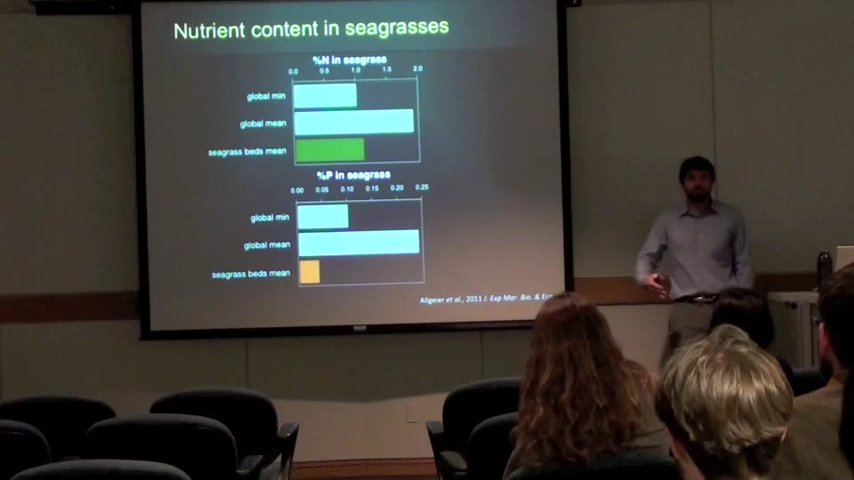 Nutrient content in seagrasses
%N in seagrass
0.0 0.5 1.0 1.5 2.0
global min
global mean
seagrass beds mean
%P in seagrass
0.00 0.05 0.10 0.15 0.20 0.25
global min
global mean
seagrass beds mean
Allgeier et al., 2011 J. Exp Mar. Bio. &